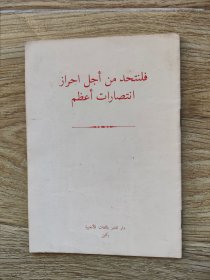 فلنتحد من أجل احراز
انتصارات أعظم
دار النشر باللغات الأجنبية
بكين